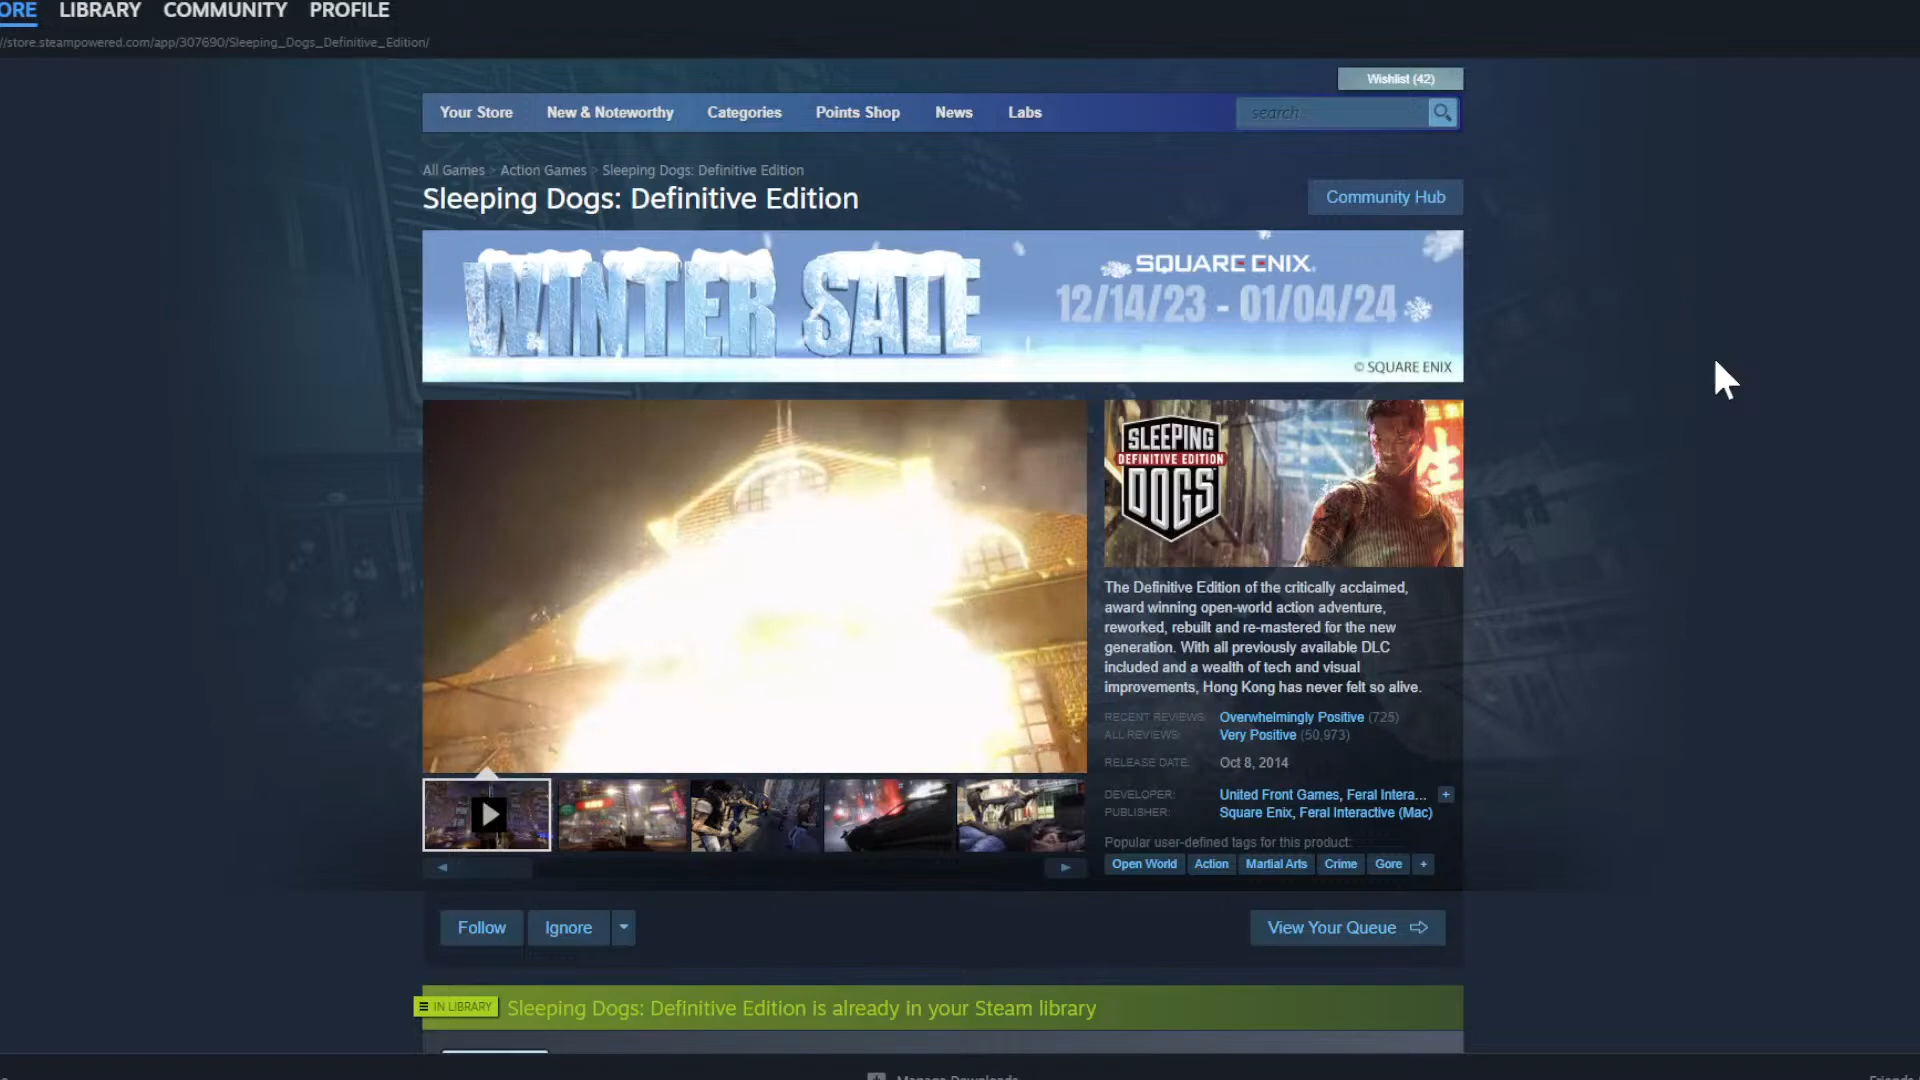 ORE LIBRARY COMMUNITY PROFILE
//store.steampowered.com/app/307690/Sleeping_Dogs_Definitive_Edition/
Wishlist (42)
Your Store New & Noteworthy Categories Points Shop News Labs search
All Games > Action Games > Sleeping Dogs: Definitive Edition
Sleeping Dogs: Definitive Edition
Community Hub
WINTER SALE
SQUARE ENIX.
12/14/23 - 01/04/24
© SQUARE ENIX
SLEEPING
DEFINITIVE EDITION
DOGS
The Definitive Edition of the critically acclaimed,
award winning open-world action adventure,
reworked, rebuilt and re-mastered for the new
generation. With all previously available DLC
included and a wealth of tech and visual
improvements, Hong Kong has never felt so alive.
RECENT REVIEWS: Overwhelmingly Positive (725)
ALL REVIEWS: Very Positive (50,973)
RELEASE DATE: Oct 8, 2014
DEVELOPER: United Front Games, Feral Intera... +
PUBLISHER: Square Enix, Feral Interactive (Mac)
Popular user-defined tags for this product:
Open World Action Martial Arts Crime Gore +
Follow Ignore
View Your Queue
IN LIBRARY Sleeping Dogs: Definitive Edition is already in your Steam library